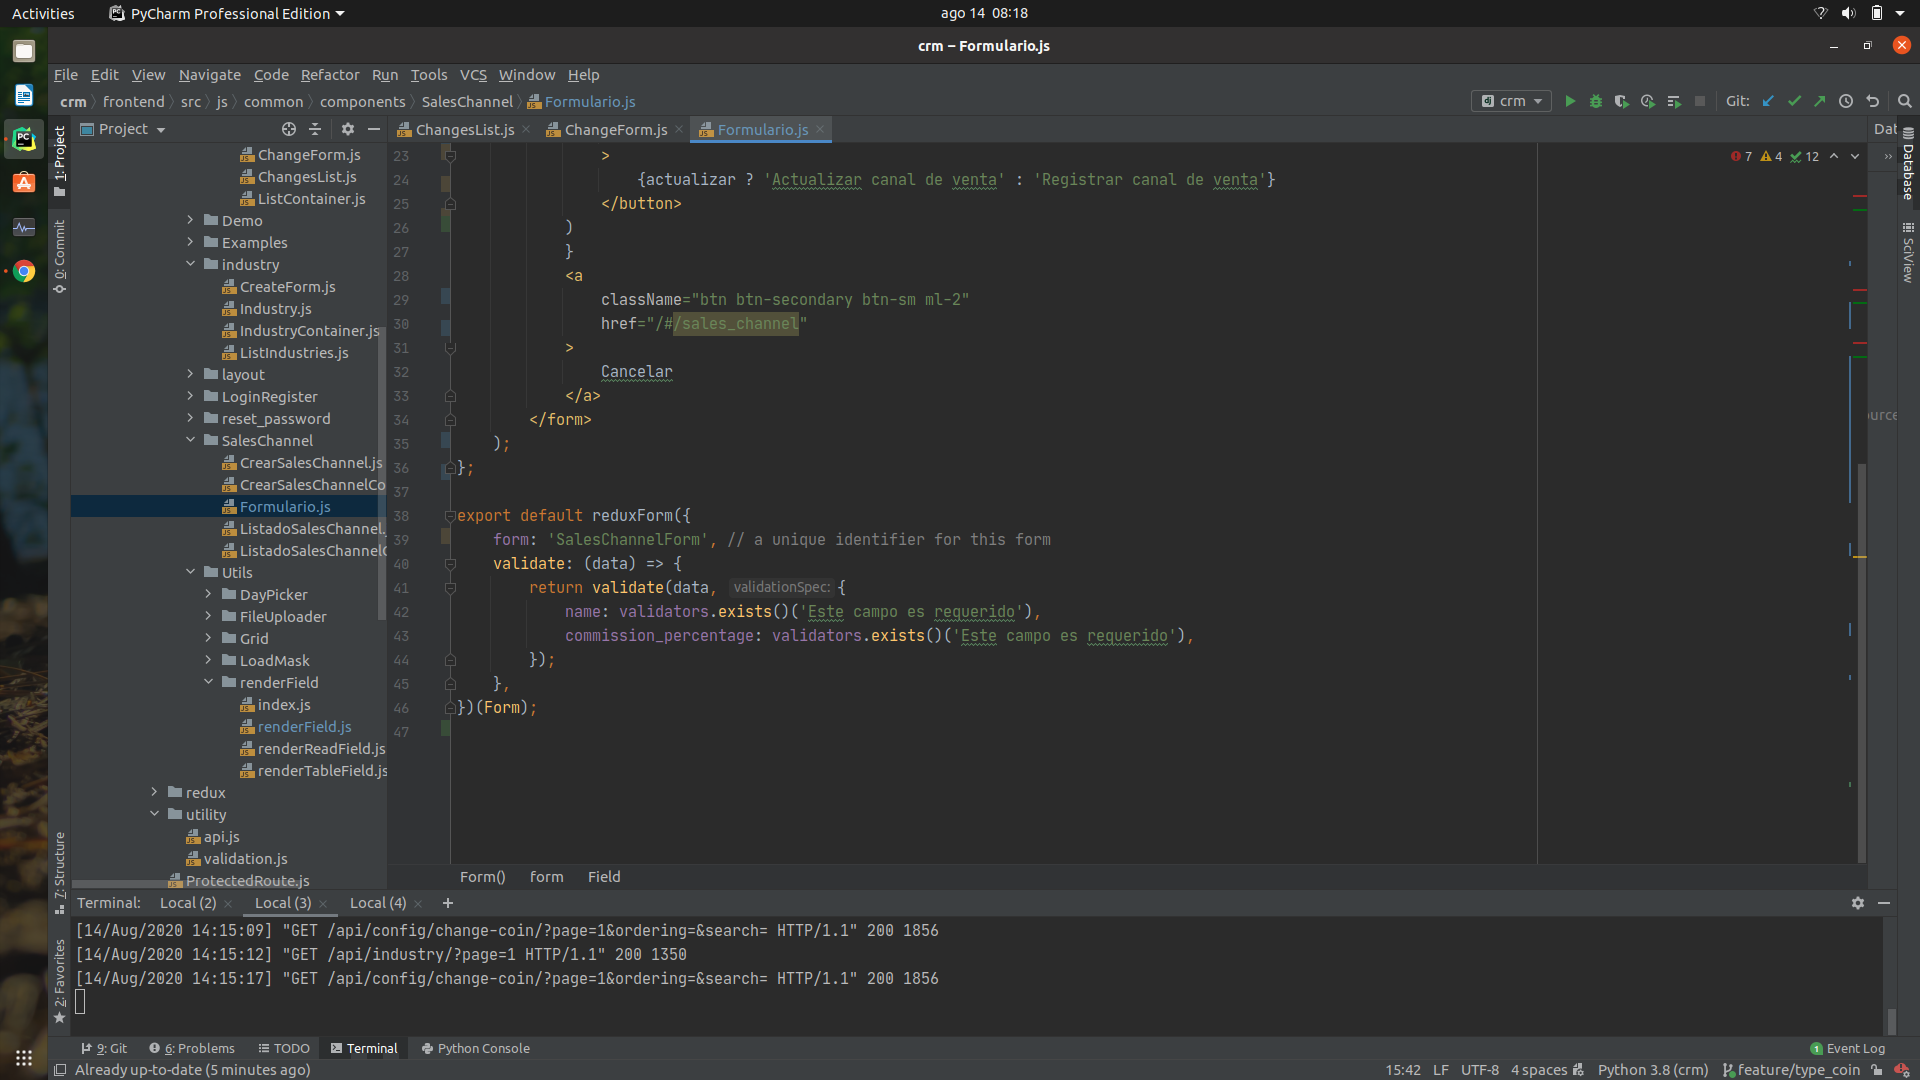 Activities
PyCharm Professional Edition
ago 14 08:18
crm – Formulario.js
File Edit View Navigate Code Refactor Run Tools VCS Window Help
crm frontend src js common components SalesChannel Formulario.js
crm
Git:
1: Project
0: Commit
7: Structure
2: Favorites
Project
ChangeForm.js
ChangesList.js
ListContainer.js
Demo
Examples
industry
CreateForm.js
Industry.js
IndustryContainer.js
ListIndustries.js
layout
LoginRegister
reset_password
SalesChannel
CrearSalesChannel.js
CrearSalesChannelCo
Formulario.js
ListadoSalesChannel.
ListadoSalesChannelC
Utils
DayPicker
FileUploader
Grid
LoadMask
renderField
index.js
renderField.js
renderReadField.js
renderTableField.js
redux
utility
api.js
validation.js
ProtectedRoute.js
ChangesList.js
ChangeForm.js
Formulario.js
7 4 12
23 >
24 {actualizar ? 'Actualizar canal de venta' : 'Registrar canal de venta'}
25 </button>
26 )
27 }
28 <a
29 className="btn btn-secondary btn-sm ml-2"
30 href="/#/sales_channel"
31 >
32 Cancelar
33 </a>
34 </form>
35 );
36 };
37
38 export default reduxForm({
39 form: 'SalesChannelForm', // a unique identifier for this form
40 validate: (data) => {
41 return validate(data, validationSpec: {
42 name: validators.exists()('Este campo es requerido'),
43 commission_percentage: validators.exists()('Este campo es requerido'),
44 });
45 },
46 })(Form);
47
Form() form Field
Dat
Database
SciView
ource
Terminal: Local (2) Local (3) Local (4) +
[14/Aug/2020 14:15:09] "GET /api/config/change-coin/?page=1&ordering=&search= HTTP/1.1" 200 1856
[14/Aug/2020 14:15:12] "GET /api/industry/?page=1 HTTP/1.1" 200 1350
[14/Aug/2020 14:15:17] "GET /api/config/change-coin/?page=1&ordering=&search= HTTP/1.1" 200 1856
9: Git 6: Problems TODO Terminal Python Console
1 Event Log
Already up-to-date (5 minutes ago)
15:42 LF UTF-8 4 spaces Python 3.8 (crm) feature/type_coin